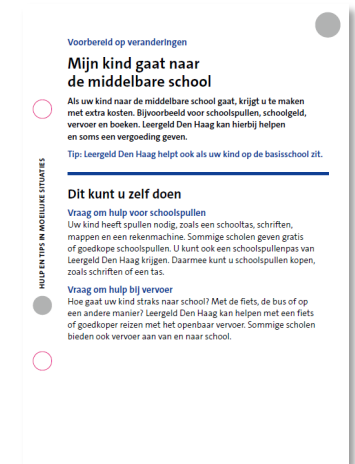 Voorbereid op veranderingen
Mijn kind gaat naar
de middelbare school
Als uw kind naar de middelbare school gaat, krijgt u te maken
met extra kosten. Bijvoorbeeld voor schoolspullen, schoolgeld,
vervoer en boeken. Leergeld Den Haag kan hierbij helpen
en soms een vergoeding geven.
Tip: Leergeld Den Haag helpt ook als uw kind op de basisschool zit.
HULP EN TIPS IN MOEILIJKE SITUATIES
Dit kunt u zelf doen
Vraag om hulp voor schoolspullen
Uw kind heeft spullen nodig, zoals een schooltas, schriften,
mappen en een rekenmachine. Sommige scholen geven gratis
of goedkope schoolspullen. U kunt ook een schoolspullenpas van
Leergeld Den Haag krijgen. Daarmee kunt u schoolspullen kopen,
zoals schriften of een tas.
Vraag om hulp bij vervoer
Hoe gaat uw kind straks naar school? Met de fiets, de bus of op
een andere manier? Leergeld Den Haag kan helpen met een fiets
of goedkoper reizen met het openbaar vervoer. Sommige scholen
bieden ook vervoer aan van en naar school.